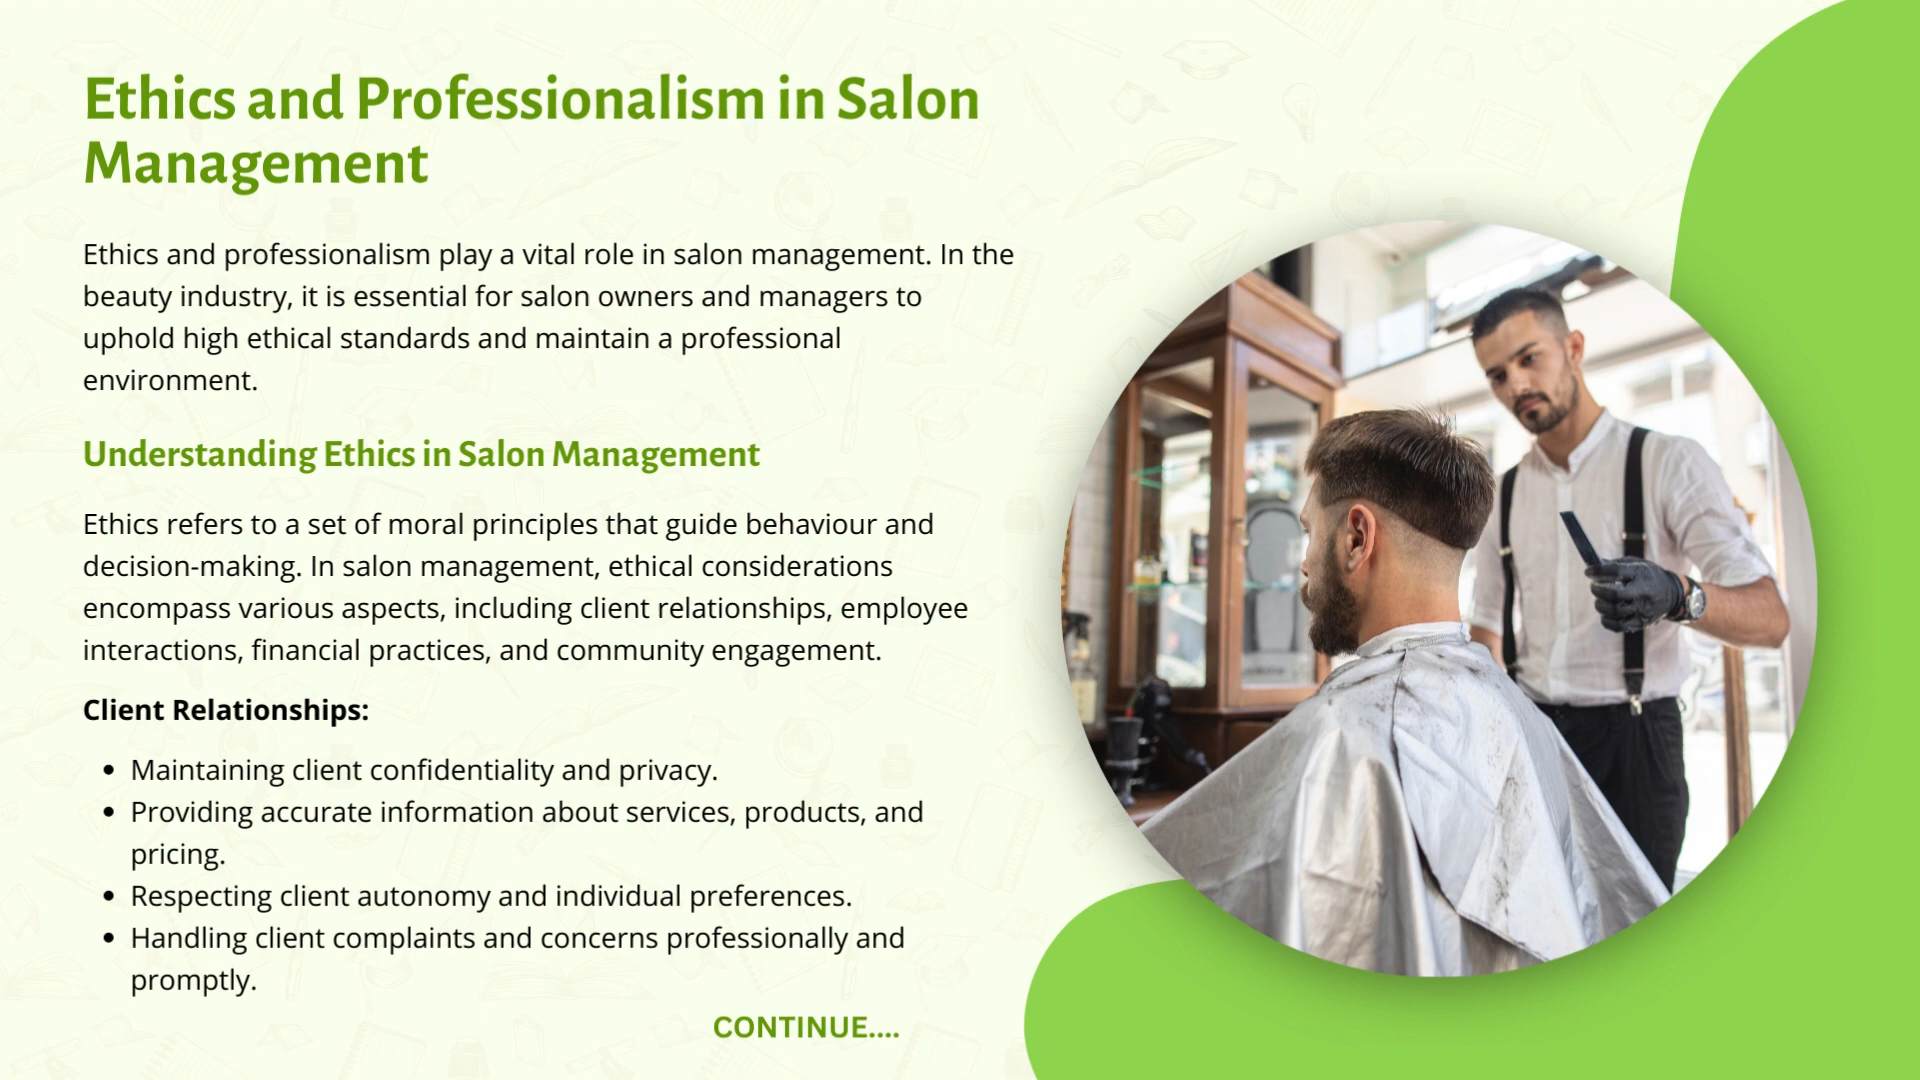 Ethics and Professionalism in Salon
Management
Ethics and professionalism play a vital role in salon management. In the
beauty industry, it is essential for salon owners and managers to
uphold high ethical standards and maintain a professional
environment.
Understanding Ethics in Salon Management
Ethics refers to a set of moral principles that guide behaviour and
decision-making. In salon management, ethical considerations
encompass various aspects, including client relationships, employee
interactions, financial practices, and community engagement.
Client Relationships:
• Maintaining client confidentiality and privacy.
• Providing accurate information about services, products, and
pricing.
• Respecting client autonomy and individual preferences.
• Handling client complaints and concerns professionally and
promptly.
CONTINUE....